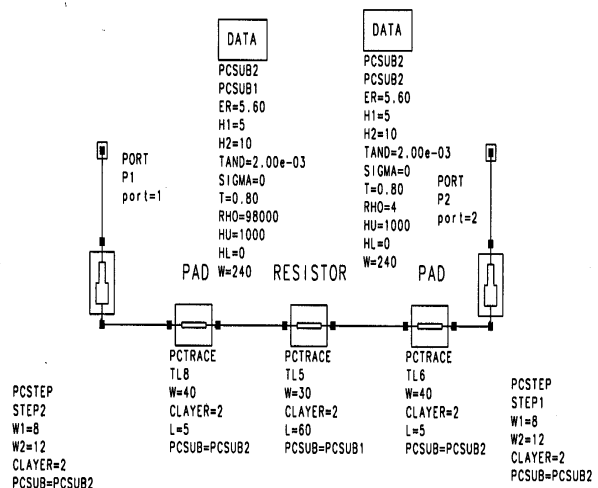 DATA
PCSUB2
PCSUB1
ER=5.60
H1=5
H2=10
TAND=2.00e-03
SIGMA=0
T=0.80
RHO=98000
HU=1000
HL=0
W=240
DATA
PCSUB2
PCSUB2
ER=5.60
H1=5
H2=10
TAND=2.00e-03
SIGMA=0
T=0.80
RHO=4
HU=1000
HL=0
W=240
PORT
P1
port=1
PORT
P2
port=2
PAD
RESISTOR
PAD
PCTRACE
TL8
W=40
CLAYER=2
L=5
PCSUB=PCSUB2
PCTRACE
TL5
W=30
CLAYER=2
L=60
PCSUB=PCSUB1
PCTRACE
TL6
W=40
CLAYER=2
L=5
PCSUB=PCSUB2
PCSTEP
STEP2
W1=8
W2=12
CLAYER=2
PCSUB=PCSUB2
PCSTEP
STEP1
W1=8
W2=12
CLAYER=2
PCSUB=PCSUB2